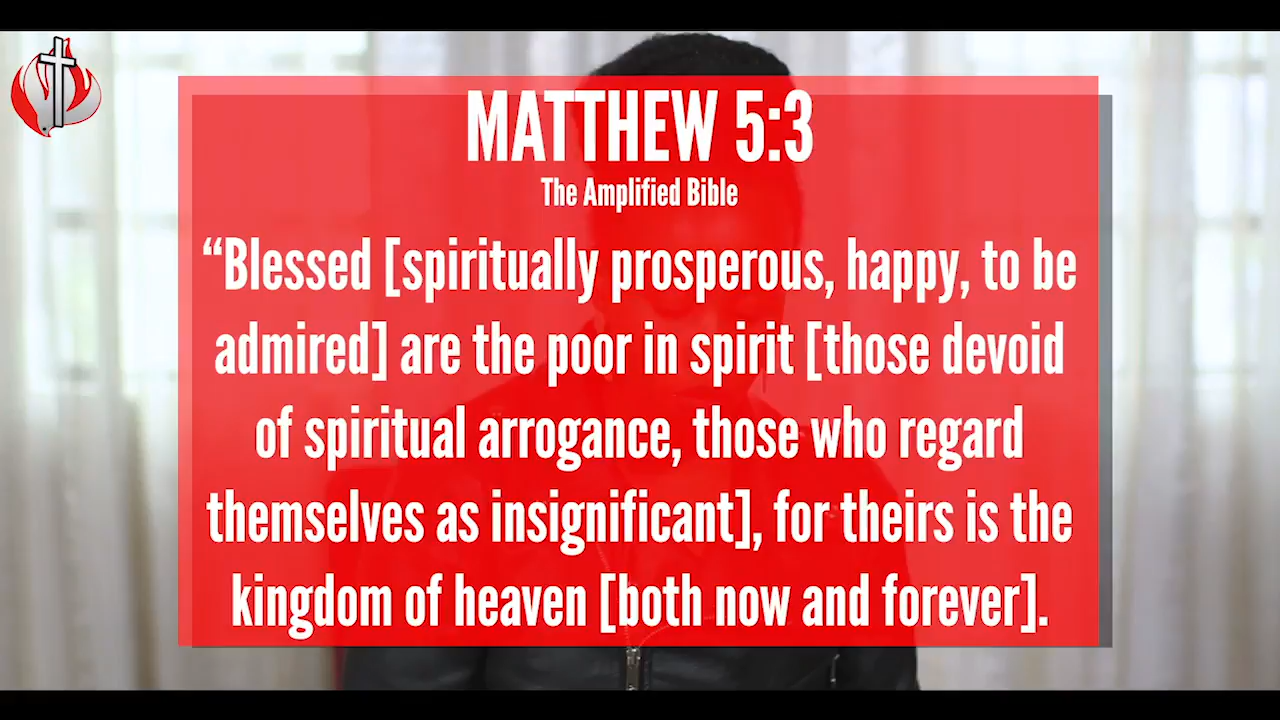 MATTHEW 5:3
The Amplified Bible
“Blessed [spiritually prosperous, happy, to be
admired] are the poor in spirit [those devoid
of spiritual arrogance, those who regard
themselves as insignificant], for theirs is the
kingdom of heaven [both now and forever].